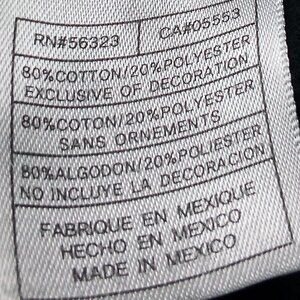 RN#56323 CA#05553
80%COTTON/20%POLYESTER
EXCLUSIVE OF DECORATION
80%COTON/20%POLYESTER
SANS ORNEMENTS
80%ALGODON/20%POLIESTER
NO INCLUYE LA DECORACION
FABRIQUE EN MEXIQUE
HECHO EN MEXICO
MADE IN MEXICO